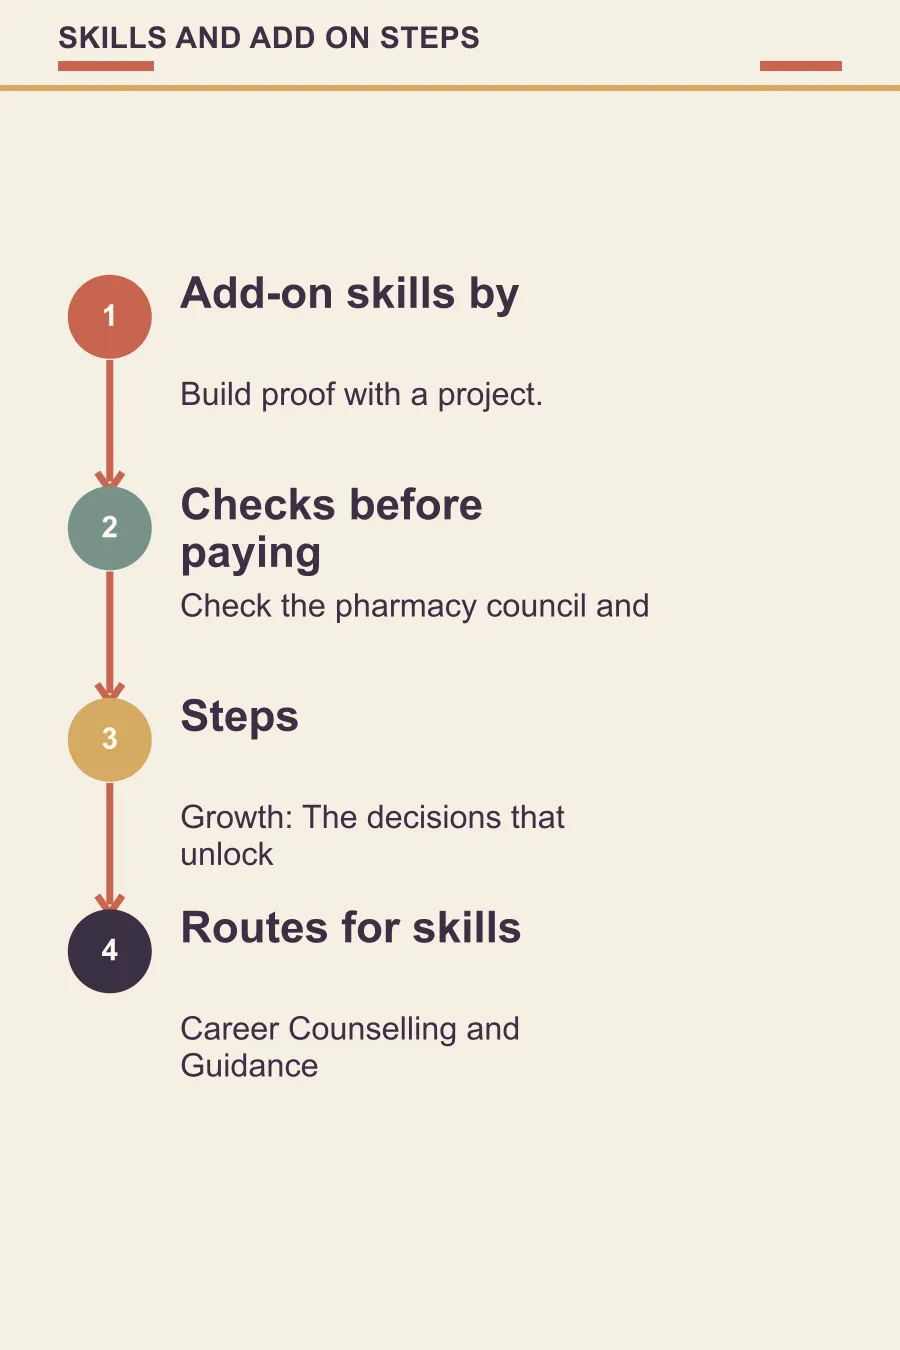 SKILLS AND ADD ON STEPS
1
Add-on skills by
Build proof with a project.
2
Checks before
paying
Check the pharmacy council and
3
Steps
Growth: The decisions that
unlock
4
Routes for skills
Career Counselling and
Guidance